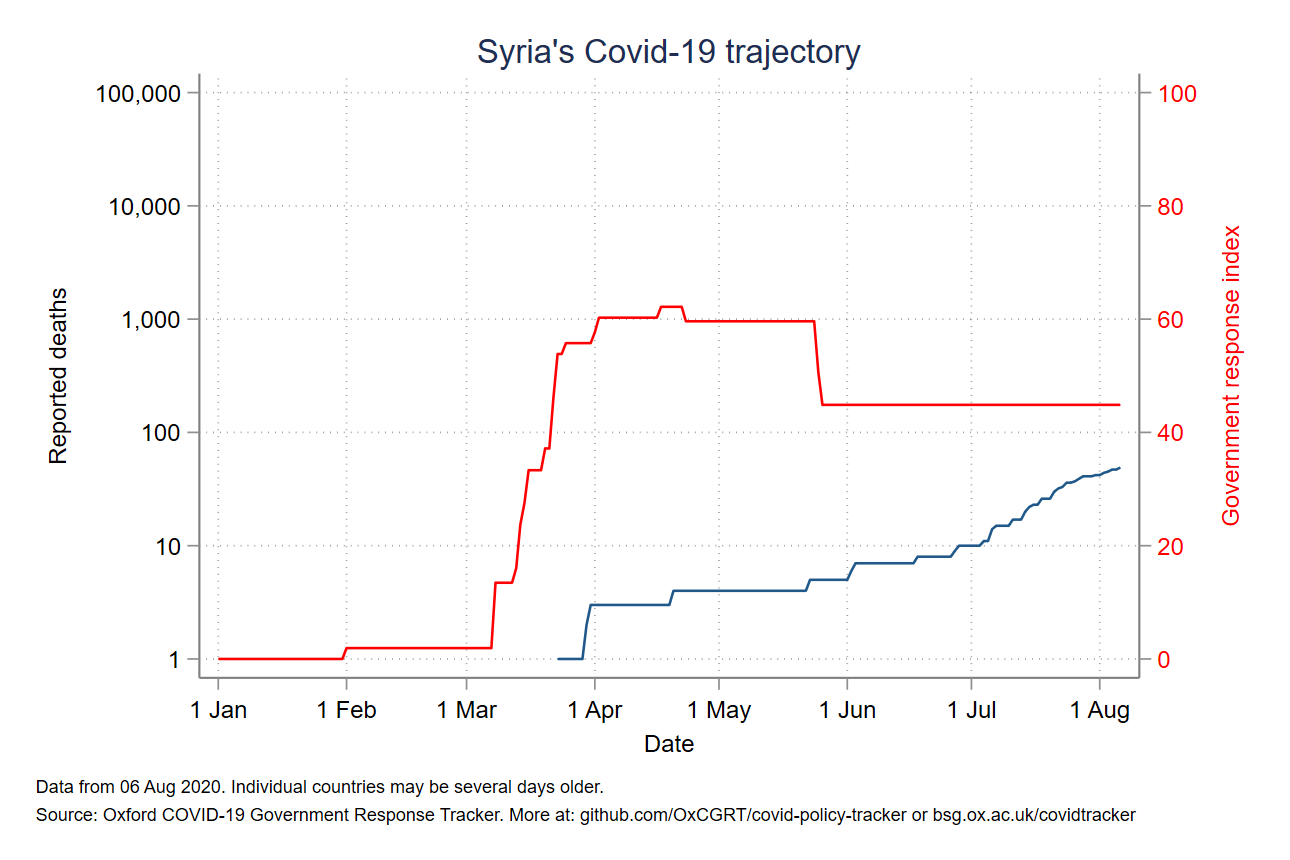 Syria's Covid-19 trajectory
100,000
10,000
1,000
100
10
1
Reported deaths
100
80
60
40
20
0
Government response index
1 Jan 1 Feb 1 Mar 1 Apr 1 May 1 Jun 1 Jul 1 Aug
Date
Data from 06 Aug 2020. Individual countries may be several days older.
Source: Oxford COVID-19 Government Response Tracker. More at: github.com/OxCGRT/covid-policy-tracker or bsg.ox.ac.uk/covidtracker